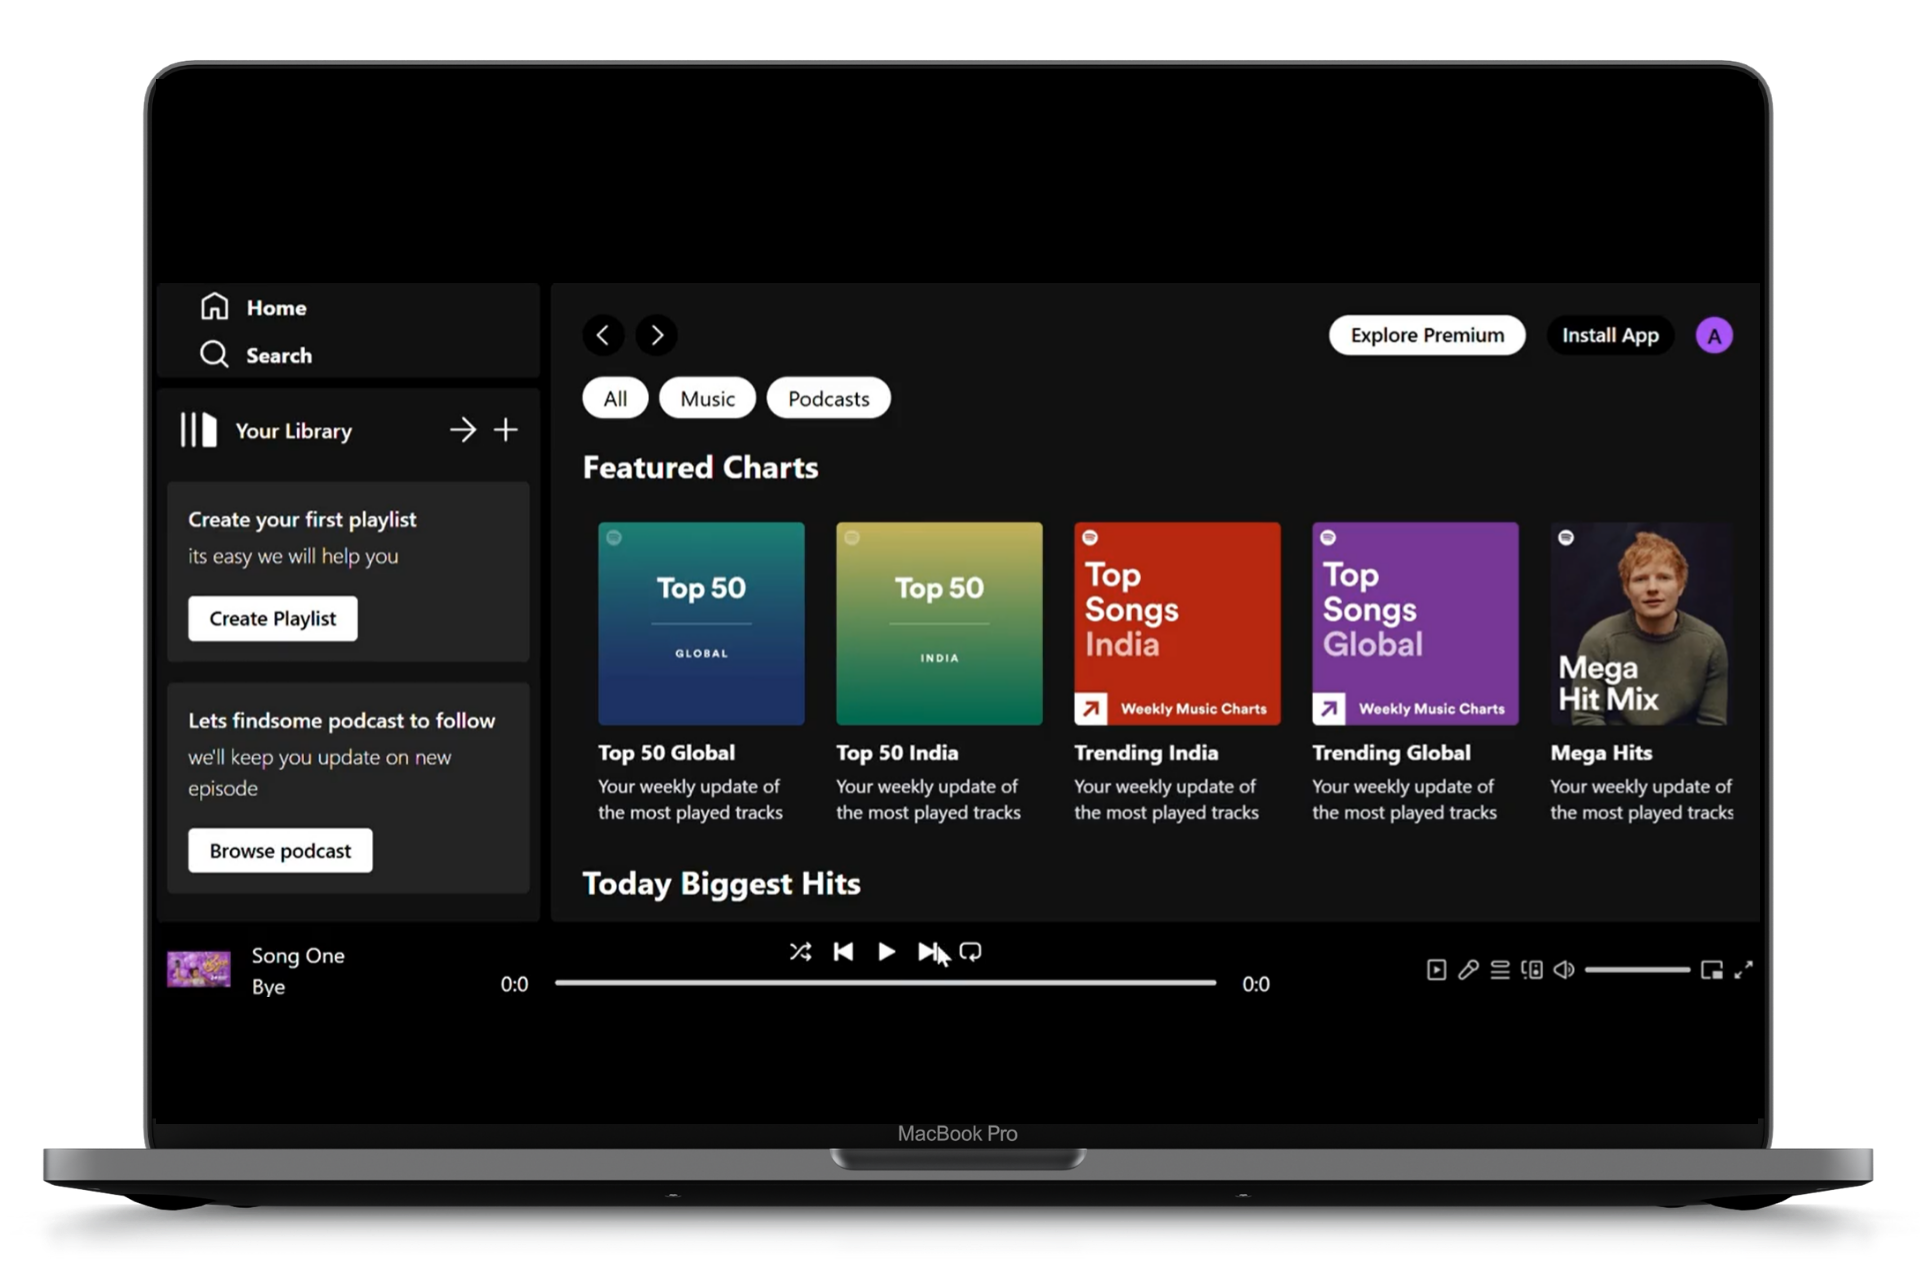 Home
Search
Your Library
Create your first playlist
its easy we will help you
Create Playlist
Lets findsome podcast to follow
we'll keep you update on new
episode
Browse podcast
Explore Premium
Install App
A
All
Music
Podcasts
Featured Charts
Top 50
GLOBAL
Top 50 Global
Your weekly update of
the most played tracks
Top 50
INDIA
Top 50 India
Your weekly update of
the most played tracks
Top
Songs
India
Weekly Music Charts
Trending India
Your weekly update of
the most played tracks
Top
Songs
Global
Weekly Music Charts
Trending Global
Your weekly update of
the most played tracks
Mega
Hit Mix
Mega Hits
Your weekly update of
the most played tracks
Today Biggest Hits
Song One
Bye
0:0
0:0
MacBook Pro